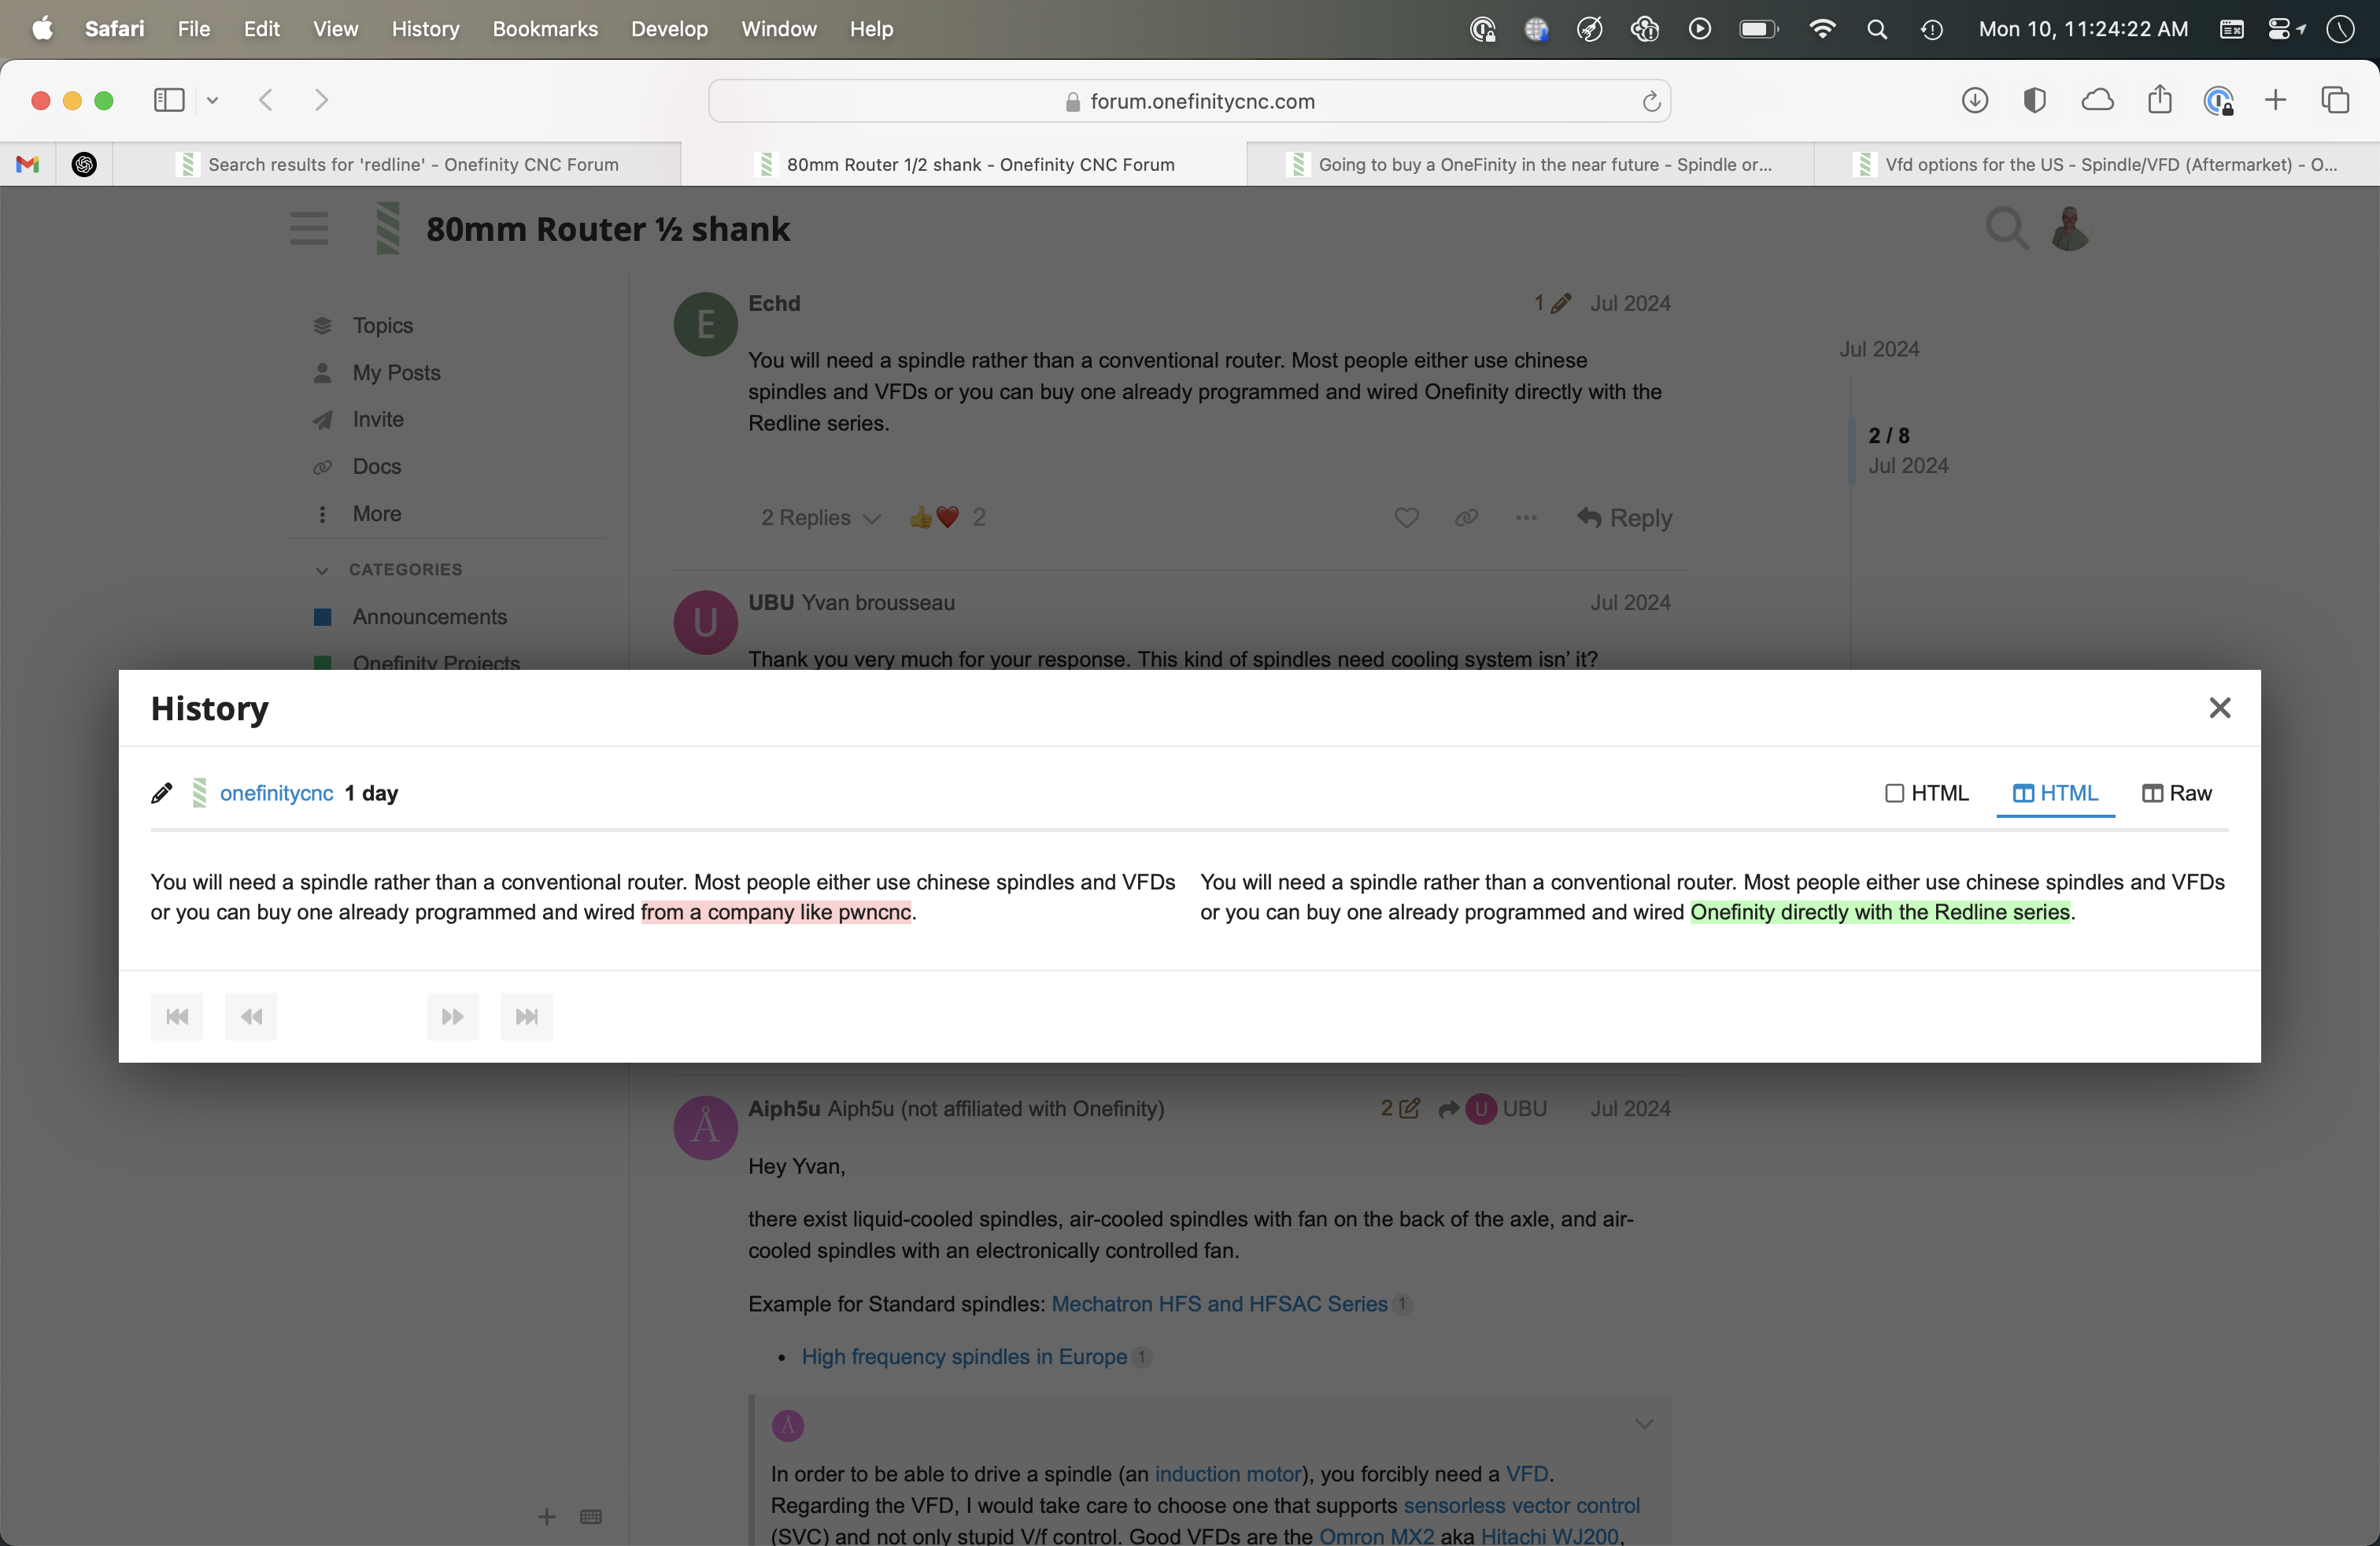 Safari File Edit View History Bookmarks Develop Window Help Mon 10, 11:24:22 AM
forum.onefinitycnc.com
Search results for 'redline' - Onefinity CNC Forum
80mm Router 1/2 shank - Onefinity CNC Forum
Going to buy a OneFinity in the near future - Spindle or...
Vfd options for the US - Spindle/VFD (Aftermarket) - O...
80mm Router ½ shank
Topics
My Posts
Invite
Docs
More
CATEGORIES
Announcements
Onefinity Projects
E
Echd 1 Jul 2024
You will need a spindle rather than a conventional router. Most people either use chinese
spindles and VFDs or you can buy one already programmed and wired Onefinity directly with the
Redline series.
2 Replies 2 Reply
Jul 2024
2 / 8
Jul 2024
U
UBU Yvan brousseau Jul 2024
Thank you very much for your response. This kind of spindles need cooling system isn' it?
History
onefinitycnc 1 day
HTML HTML Raw
You will need a spindle rather than a conventional router. Most people either use chinese spindles and VFDs
or you can buy one already programmed and wired from a company like pwncnc.
You will need a spindle rather than a conventional router. Most people either use chinese spindles and VFDs
or you can buy one already programmed and wired Onefinity directly with the Redline series.
Å
Aiph5u Aiph5u (not affiliated with Onefinity) 2 U UBU Jul 2024
Hey Yvan,
there exist liquid-cooled spindles, air-cooled spindles with fan on the back of the axle, and air-
cooled spindles with an electronically controlled fan.
Example for Standard spindles: Mechatron HFS and HFSAC Series 1
• High frequency spindles in Europe 1
Å
In order to be able to drive a spindle (an induction motor), you forcibly need a VFD.
Regarding the VFD, I would take care to choose one that supports sensorless vector control
(SVC) and not only stupid V/f control. Good VFDs are the Omron MX2 aka Hitachi WJ200,